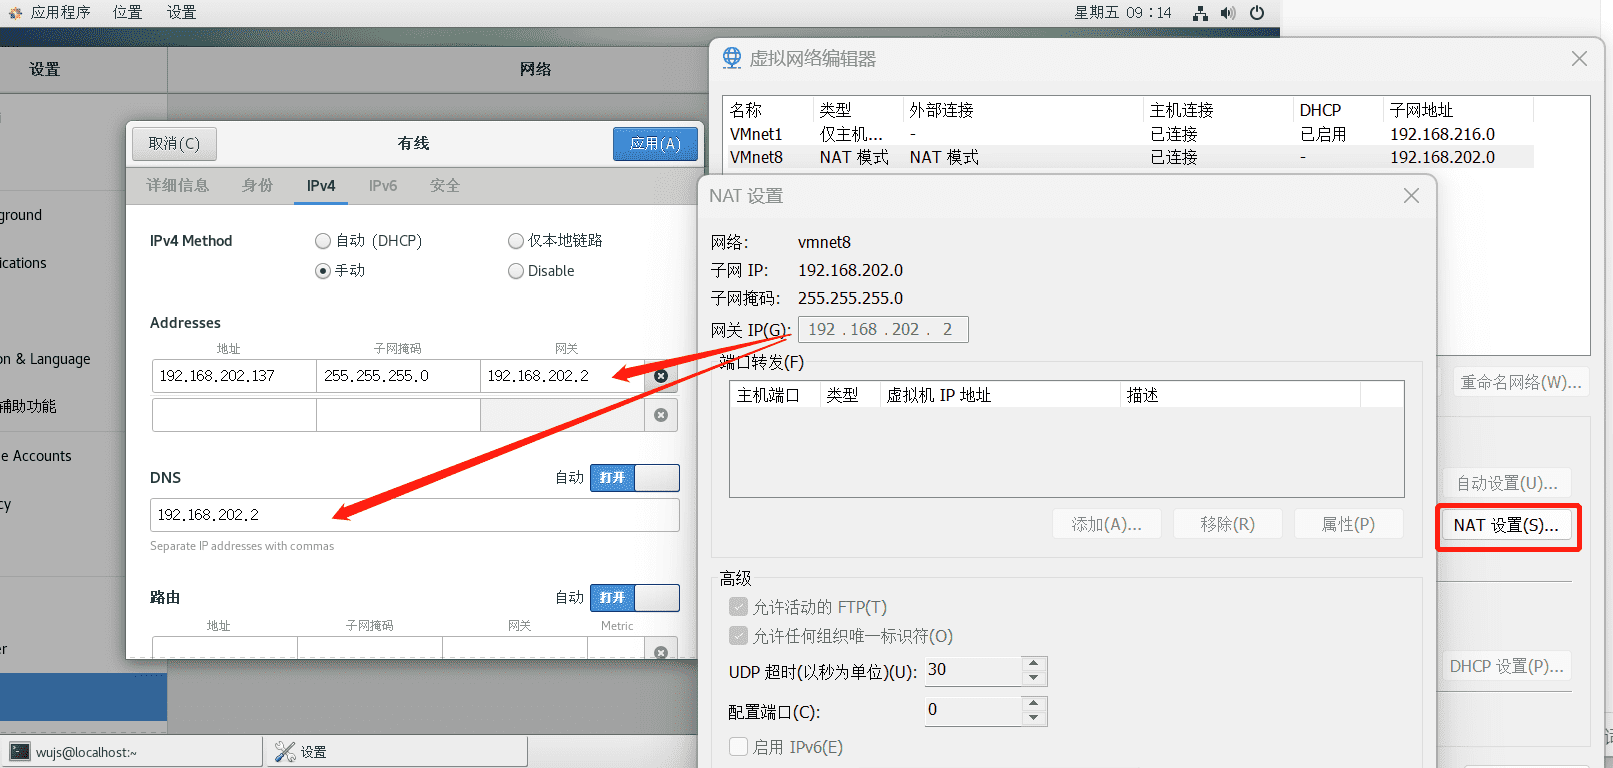 应用程序 位置 设置 星期五 09：14
设置 网络
ground
ications
on & Language
辅助功能
e Accounts
cy
er
取消(C) 有线 应用(A)
详细信息 身份 IPv4 IPv6 安全
IPv4 Method 自动 (DHCP) 仅本地链路
手动 Disable
Addresses
地址 子网掩码 网关
192.168.202.137 255.255.255.0 192.168.202.2
DNS 自动 打开
192.168.202.2
Separate IP addresses with commas
路由 自动 打开
地址 子网掩码 网关 Metric
wujs@localhost:~ 设置
虚拟网络编辑器
名称 类型 外部连接 主机连接 DHCP 子网地址
VMnet1 仅主机... - 已连接 已启用 192.168.216.0
VMnet8 NAT 模式 NAT 模式 已连接 - 192.168.202.0
重命名网络(W)...
自动设置(U)...
NAT 设置(S)...
DHCP 设置(P)...
NAT 设置
网络: vmnet8
子网 IP: 192.168.202.0
子网掩码: 255.255.255.0
网关 IP(G): 192 . 168 . 202 . 2
端口转发(F)
主机端口 类型 虚拟机 IP 地址 描述
添加(A)... 移除(R) 属性(P)
高级
允许活动的 FTP(T)
允许任何组织唯一标识符(O)
UDP 超时(以秒为单位)(U): 30
配置端口(C): 0
启用 IPv6(E)